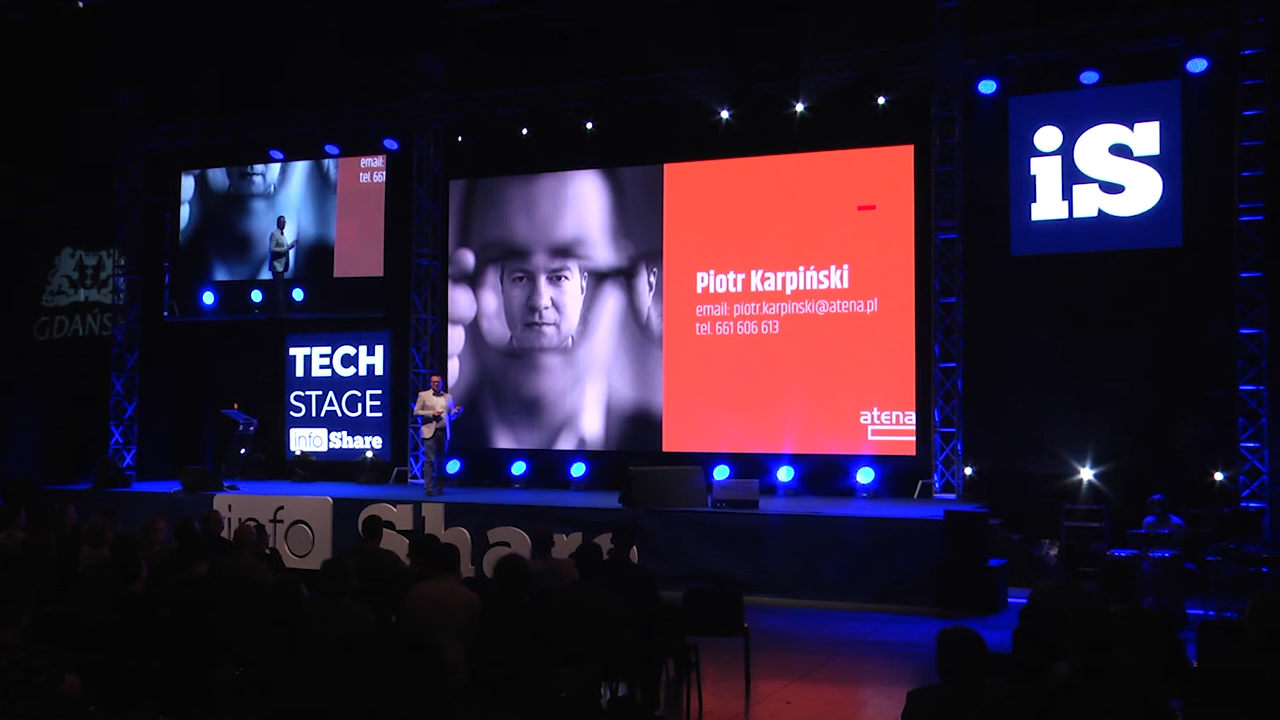 email:
tel. 661
GDAŃS
TECH
STAGE
info Share
Piotr Karpiński
email: piotr.karpinski@atena.pl
tel. 661 606 613
atena
iS
info Share